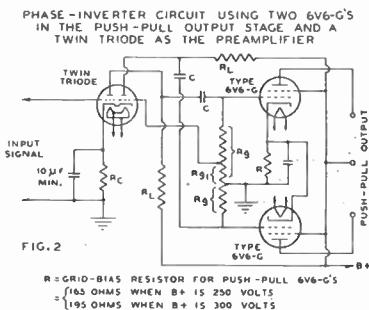 PHASE-INVERTER CIRCUIT USING TWO 6V6-G'S
IN THE PUSH-PULL OUTPUT STAGE AND A
TWIN TRIODE AS THE PREAMPLIFIER
TWIN
TRIODE
C
RL
TYPE
6V6-G
C
INPUT
SIGNAL
10 µF
MIN.
RC
RL
Rg
Rg1
Rg
R
PUSH-PULL OUTPUT
TYPE
6V6-G
FIG. 2
B+
R = GRID-BIAS RESISTOR FOR PUSH-PULL 6V6-G'S
= {165 OHMS WHEN B+ IS 250 VOLTS
195 OHMS WHEN B+ IS 300 VOLTS